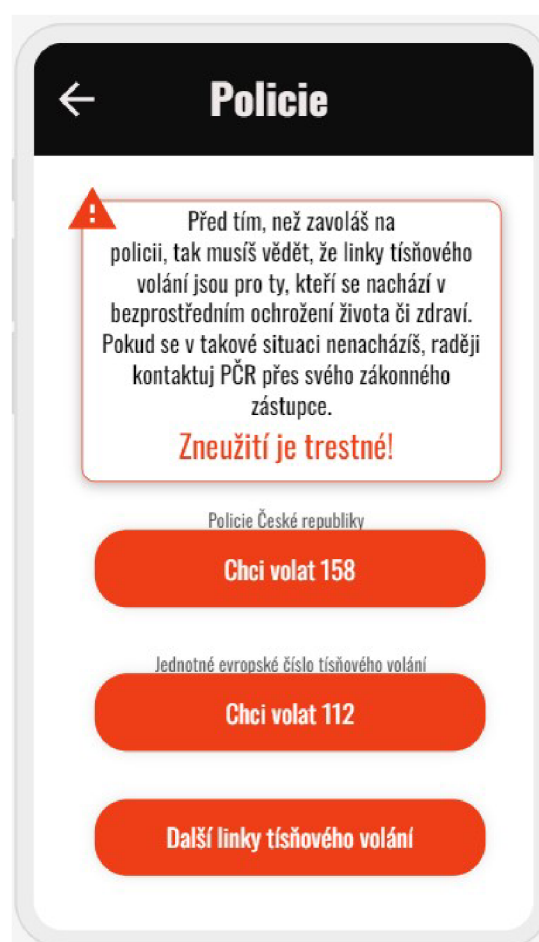 Policie
Před tím, než zavoláš na
policii, tak musíš vědět, že linky tísňového
volání jsou pro ty, kteří se nachází v
bezprostředním ochrožení života či zdraví.
Pokud se v takové situaci nenacházíš, raději
kontaktuj PČR přes svého zákonného
zástupce.
Zneužití je trestné!
Policie České republiky
Chci volat 158
Jednotné evropské číslo tísňového volání
Chci volat 112
Další linky tísňového volání